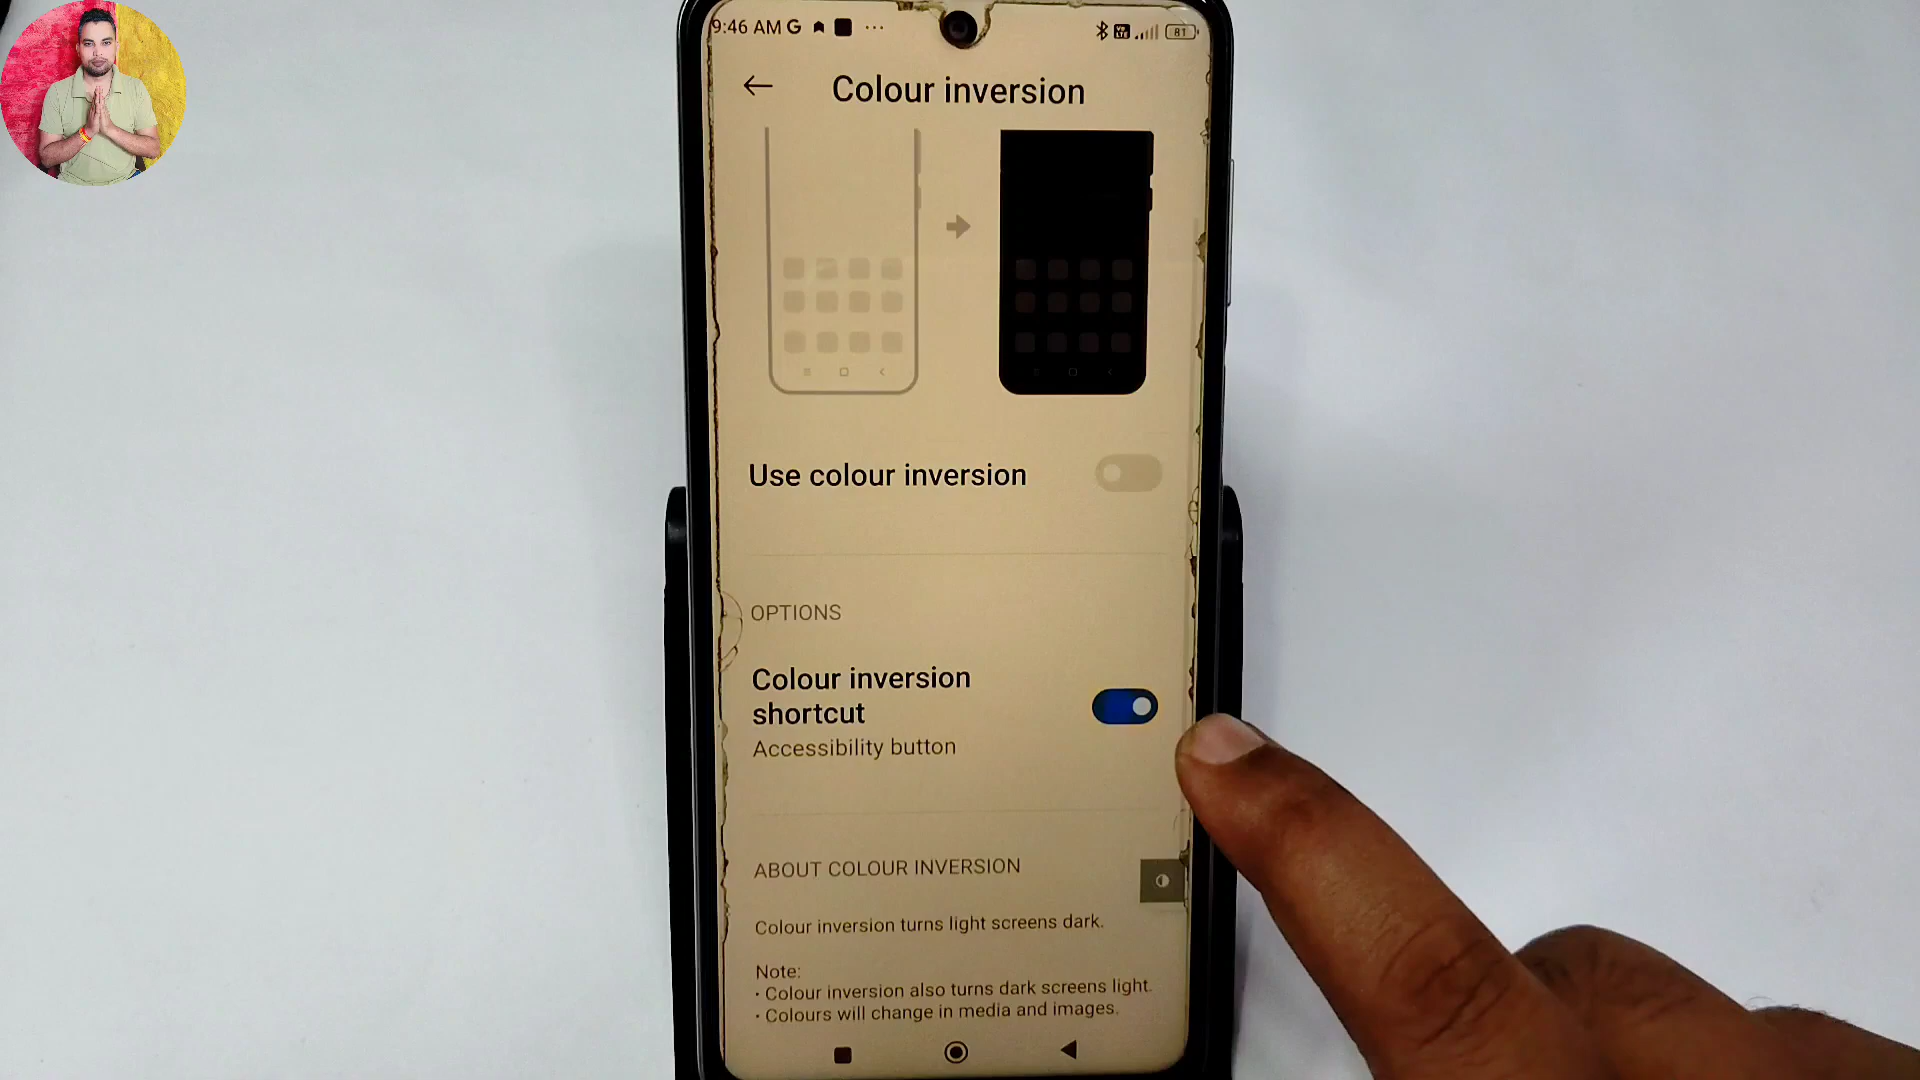 9:46 AM G ...
81
Colour inversion
Use colour inversion
OPTIONS
Colour inversion
shortcut
Accessibility button
ABOUT COLOUR INVERSION
Colour inversion turns light screens dark.
Note:
• Colour inversion also turns dark screens light.
• Colours will change in media and images.